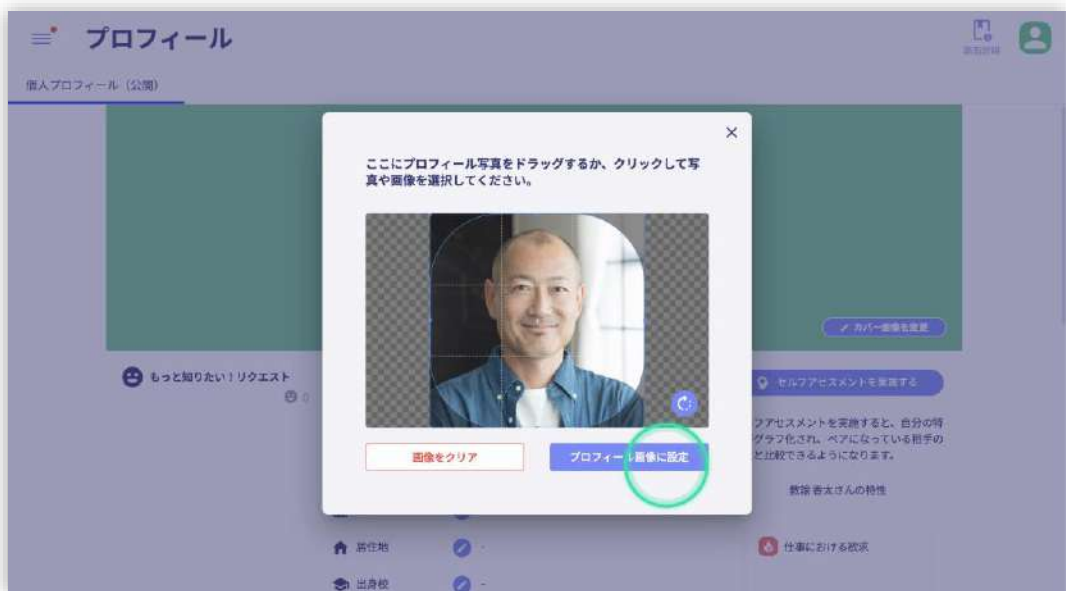 プロフィール
個人プロフィール（公開）
ここにプロフィール写真をドラッグするか、クリックして写
真や画像を選択してください。
カバー画像を変更
もっと知りたい！リクエスト
0
セルフアセスメントを実施する
フアセスメントを実施すると、自分の特
グラフ化され、ペアになっている相手の
と比較できるようになります。
画像をクリア
プロフィール画像に設定
さんの特性
居住地
-
仕事における欲求
出身校
-